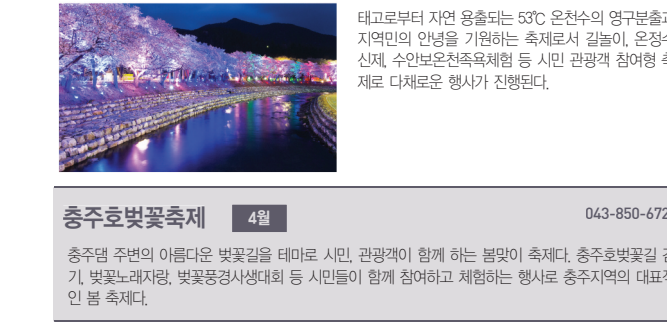 태고로부터 자연 용출되는 53℃ 온천수의 영구분출과
지역민의 안녕을 기원하는 축제로서 길놀이, 온정수
신제, 수안보온천족욕체험 등 시민 관광객 참여형 축
제로 다채로운 행사가 진행된다.
충주호벚꽃축제 4월 043-850-672
충주댐 주변의 아름다운 벚꽃길을 테마로 시민, 관광객이 함께 하는 봄맞이 축제다. 충주호벚꽃길 걷
기, 벚꽃노래자랑, 벚꽃풍경사생대회 등 시민들이 함께 참여하고 체험하는 행사로 충주지역의 대표적
인 봄 축제다.